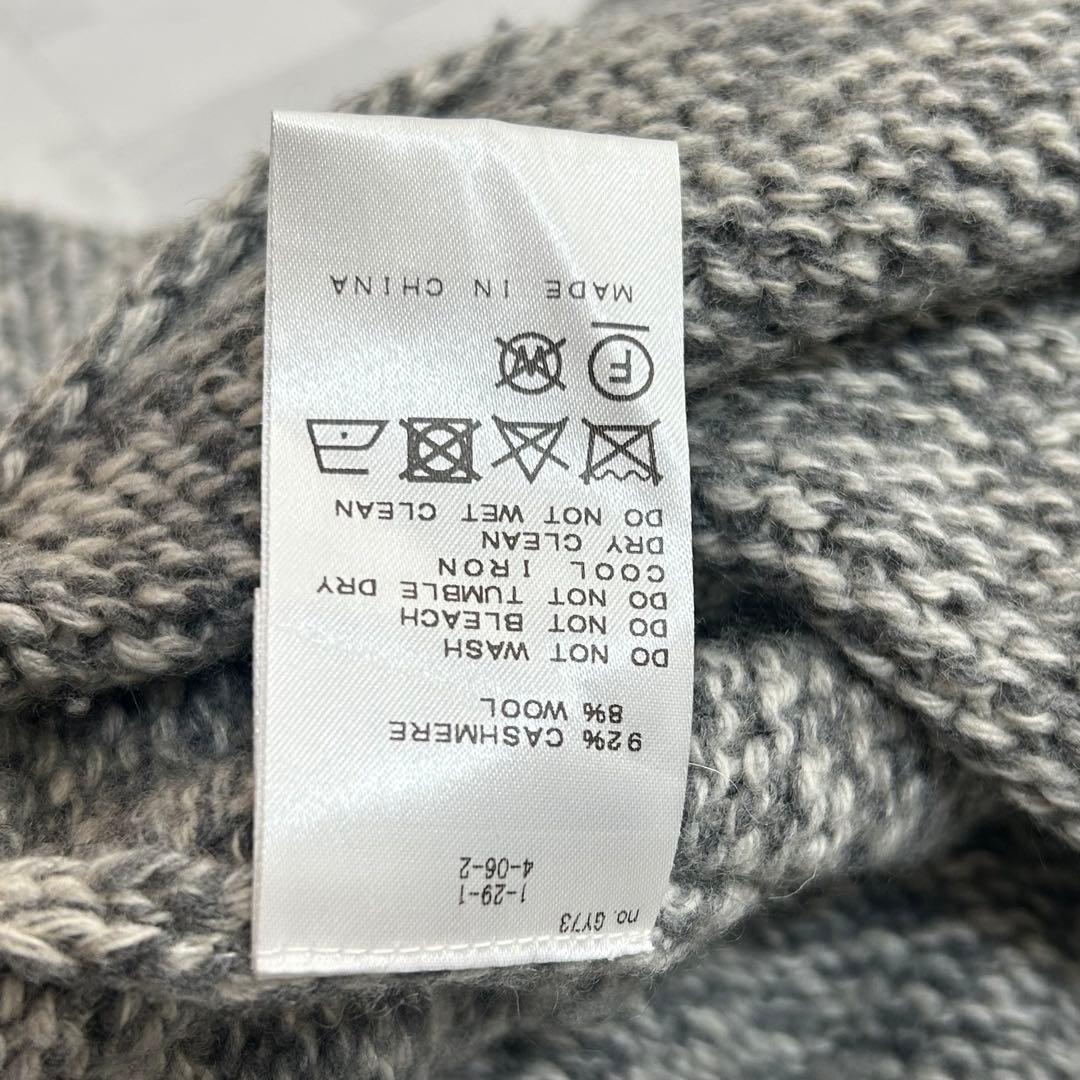 no. GY73
1-29-1
4-06-2
92% CASHMERE
8% WOOL
DO NOT WASH
DO NOT BLEACH
DO NOT TUMBLE DRY
COOL IRON
DRY CLEAN
DO NOT WET CLEAN
F W
MADE IN CHINA